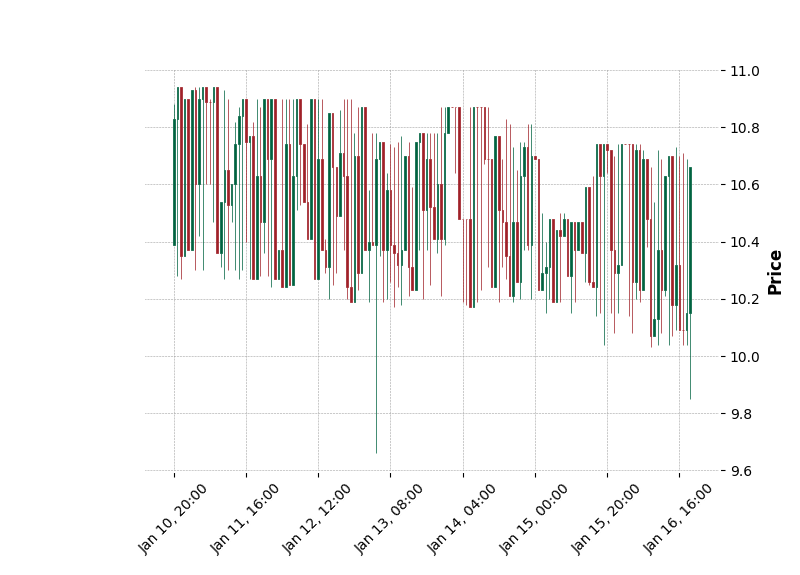 11.0
10.8
10.6
10.4
10.2
10.0
9.8
9.6
Price
Jan 10, 20:00
Jan 11, 16:00
Jan 12, 12:00
Jan 13, 08:00
Jan 14, 04:00
Jan 15, 00:00
Jan 15, 20:00
Jan 16, 16:00